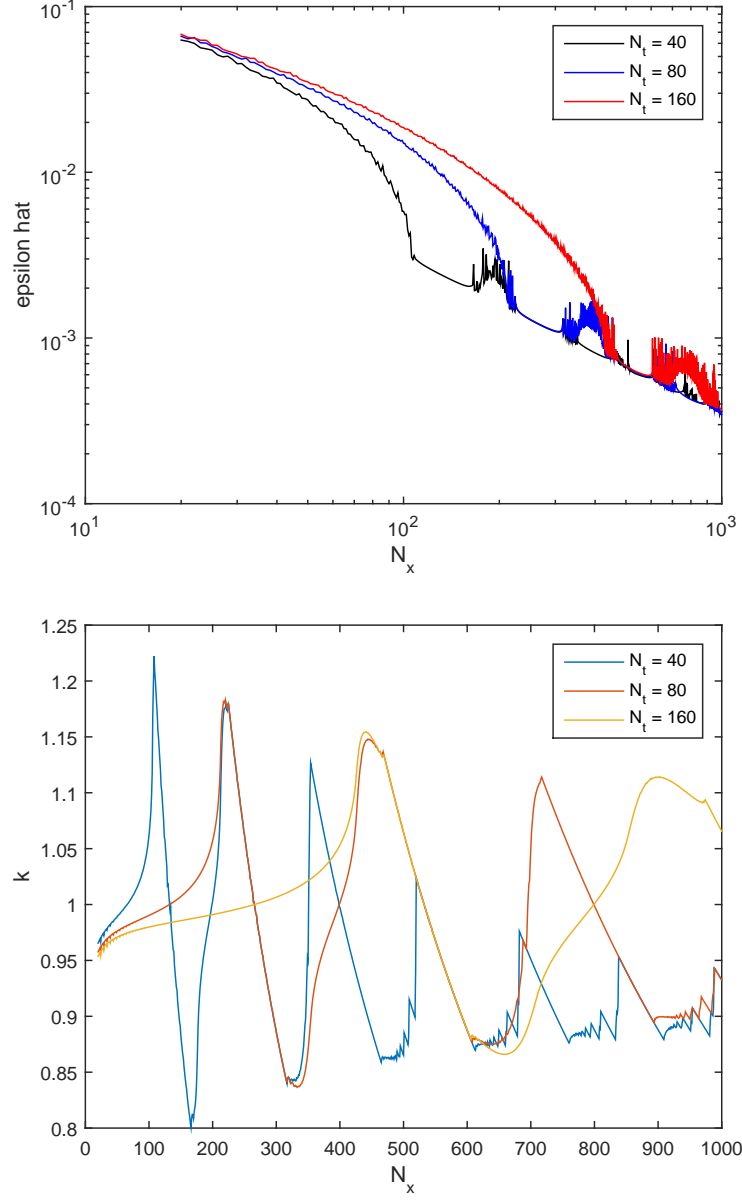 10^-1
10^-2
10^-3
10^-4
epsilon hat
N_t = 40
N_t = 80
N_t = 160
10^1
10^2
10^3
N_x
1.25
1.2
1.15
1.1
1.05
1
0.95
0.9
0.85
0.8
k
N_t = 40
N_t = 80
N_t = 160
0 100 200 300 400 500 600 700 800 900 1000
N_x